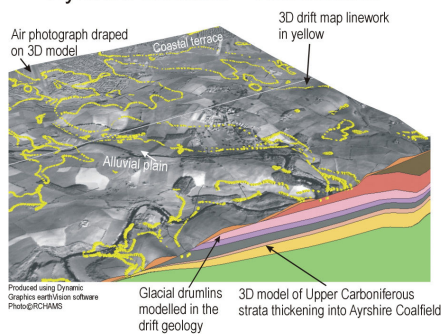 Air photograph draped
on 3D model
Coastal terrace
3D drift map linework
in yellow
Alluvial plain
Produced using Dynamic
Graphics earthVision software
Photo©RCHAMS
Glacial drumlins
modelled in the
drift geology
3D model of Upper Carboniferous
strata thickening into Ayrshire Coalfield